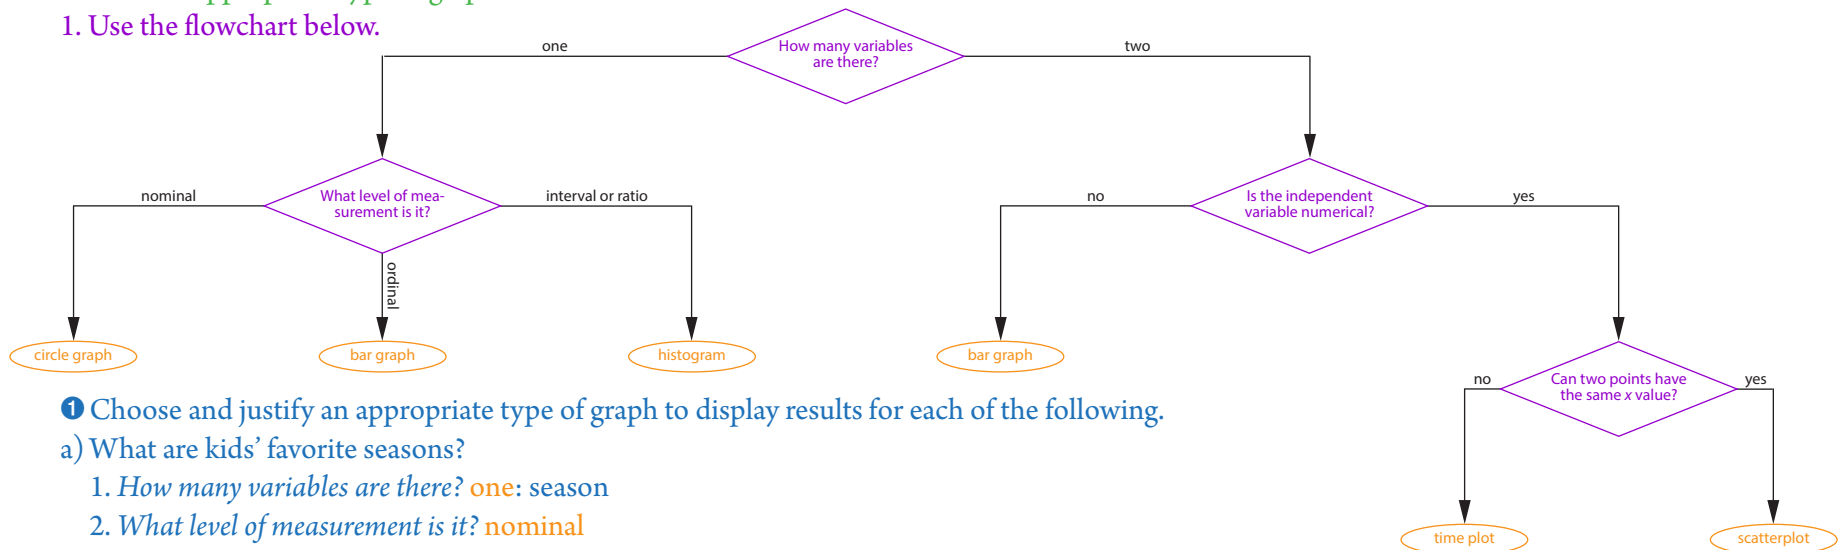 1. Use the flowchart below.
How many variables
are there?
one
two
What level of mea-
surement is it?
nominal
interval or ratio
ordinal
Is the independent
variable numerical?
no
yes
circle graph
bar graph
histogram
bar graph
Can two points have
the same x value?
no
yes
time plot
scatterplot
❶ Choose and justify an appropriate type of graph to display results for each of the following.
a) What are kids’ favorite seasons?
1. How many variables are there? one: season
2. What level of measurement is it? nominal